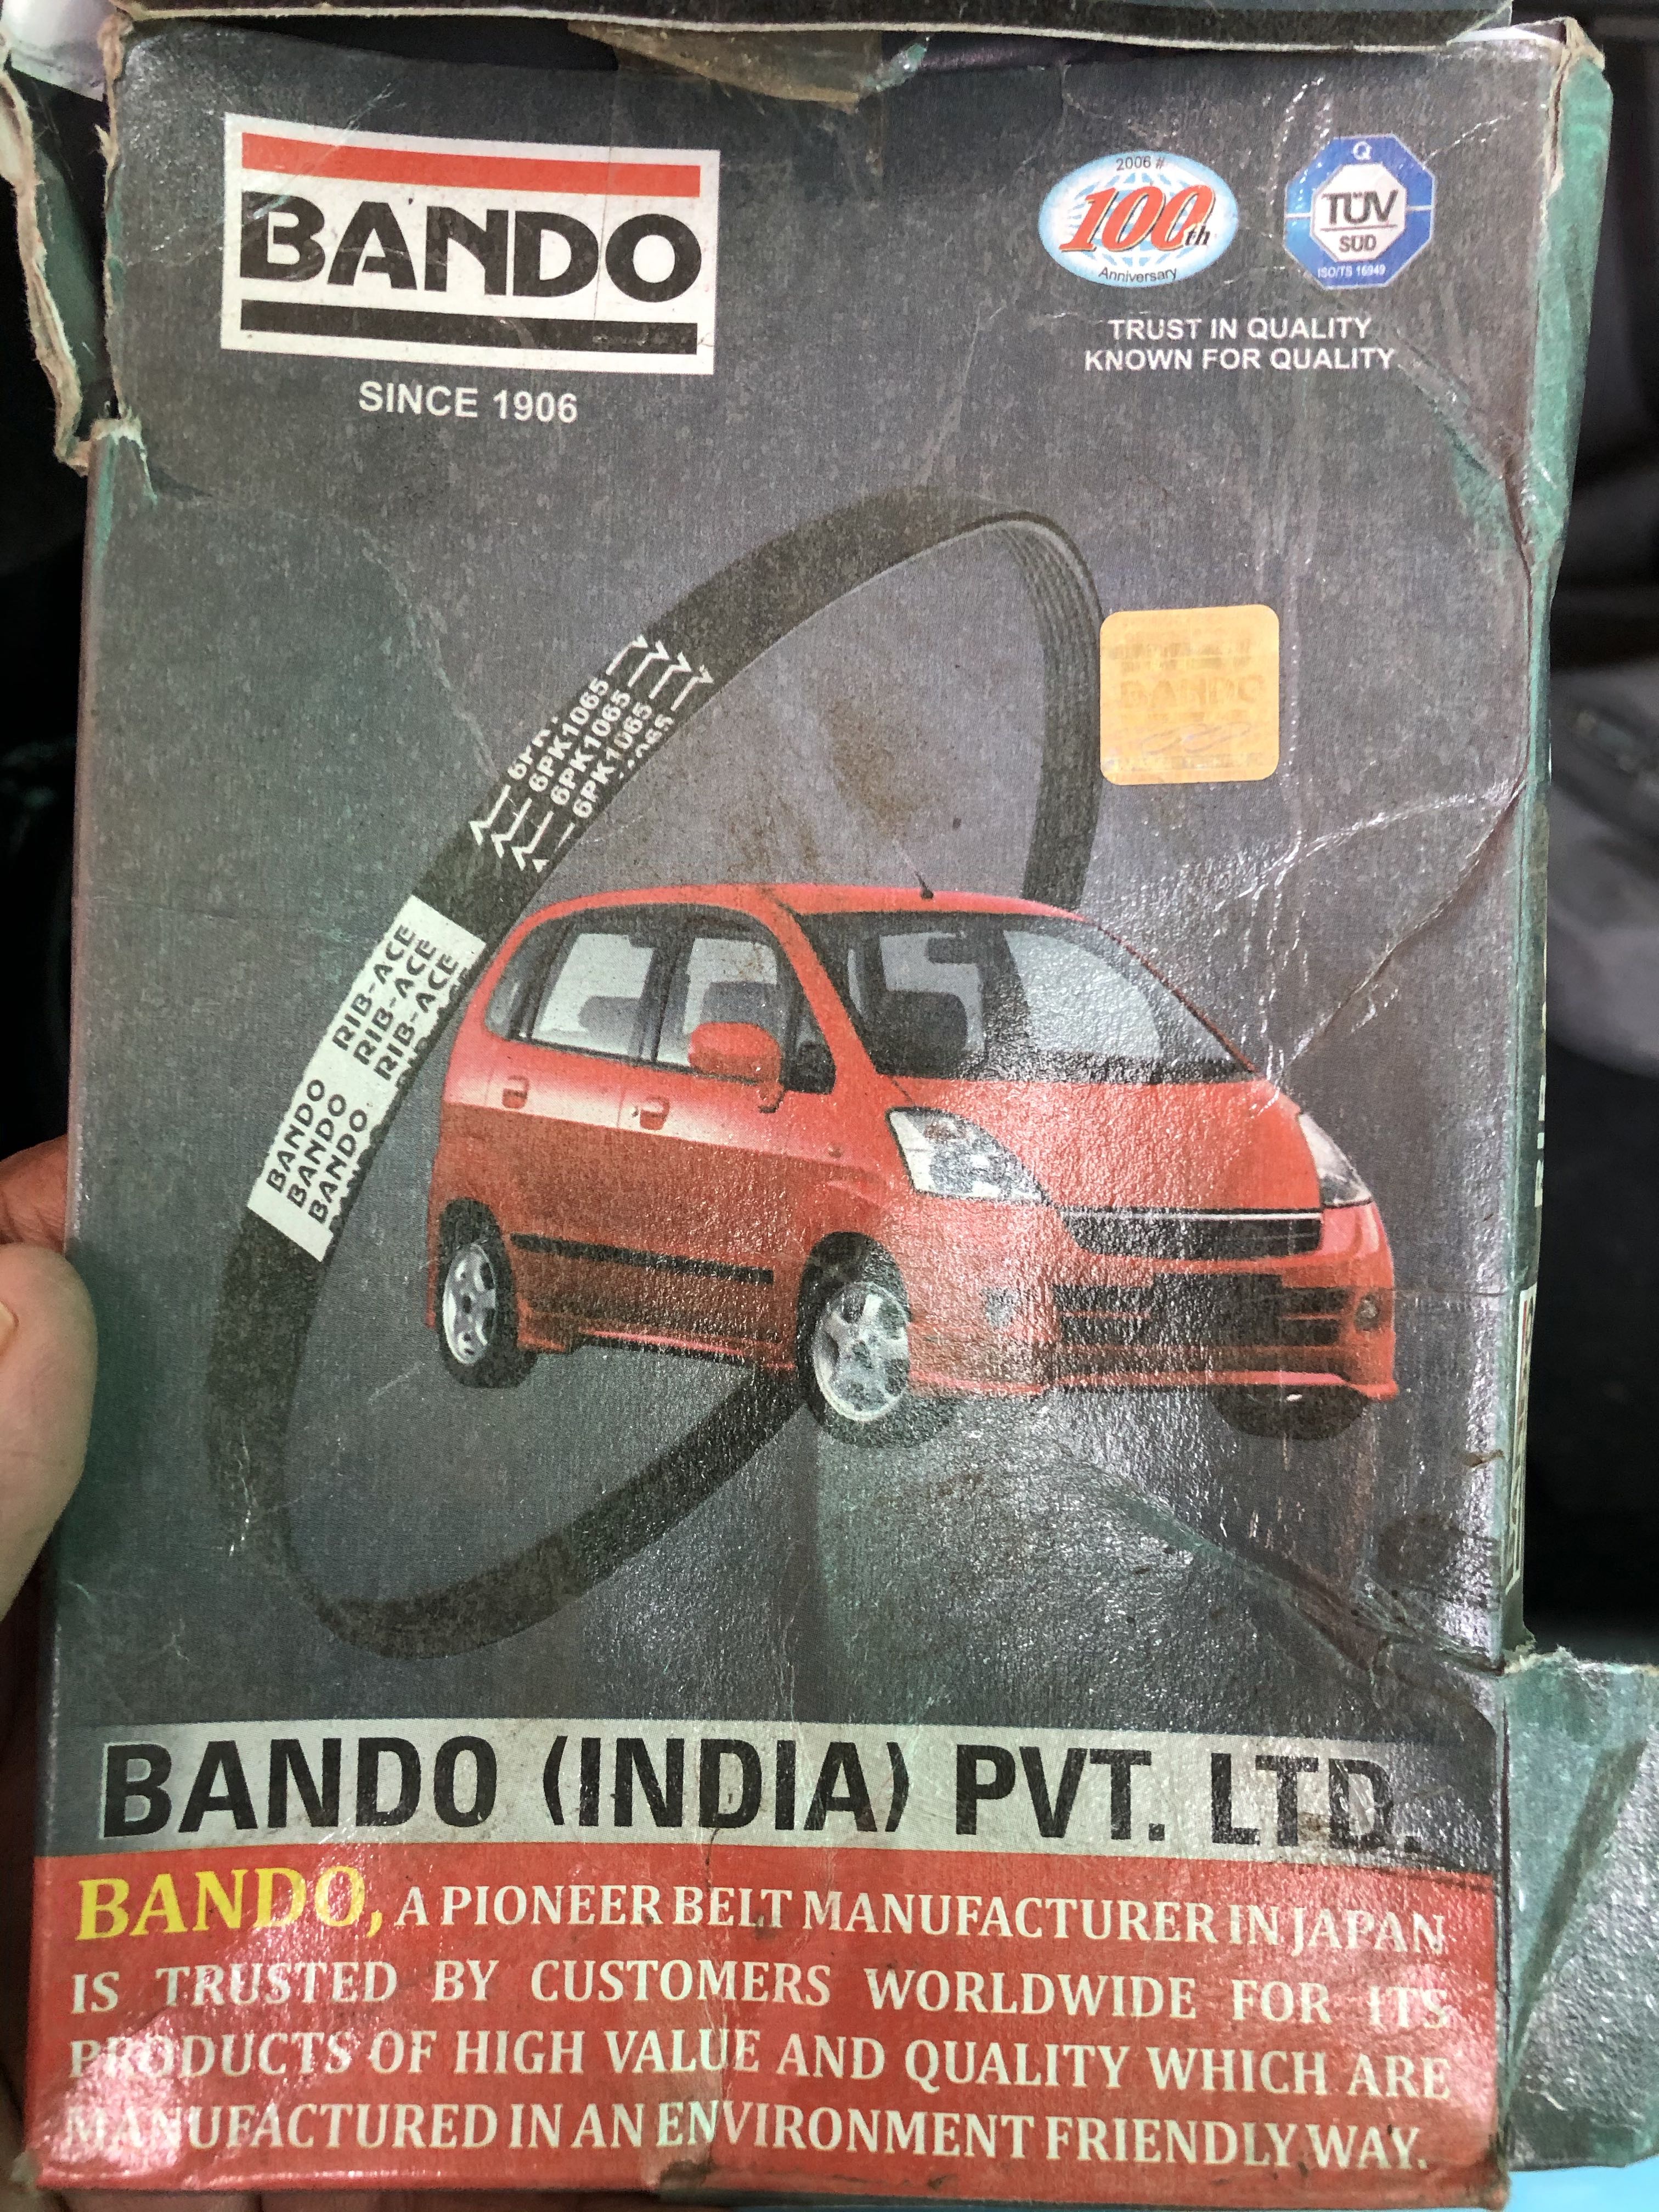 BANDO
SINCE 1906
2006 #
100th
Anniversary
Q
TÜV
SUD
ISO/TS 16949
TRUST IN QUALITY
KNOWN FOR QUALITY
6PK1065
6PK1065
6PK1065
BANDO
RIB-ACE
RIB-ACE
RIB-ACE
BANDO
BANDO
BANDO
BANDO (INDIA) PVT. LTD.
BANDO, A PIONEER BELT MANUFACTURER IN JAPAN
IS TRUSTED BY CUSTOMERS WORLDWIDE FOR ITS
PRODUCTS OF HIGH VALUE AND QUALITY WHICH ARE
MANUFACTURED IN AN ENVIRONMENT FRIENDLY WAY.